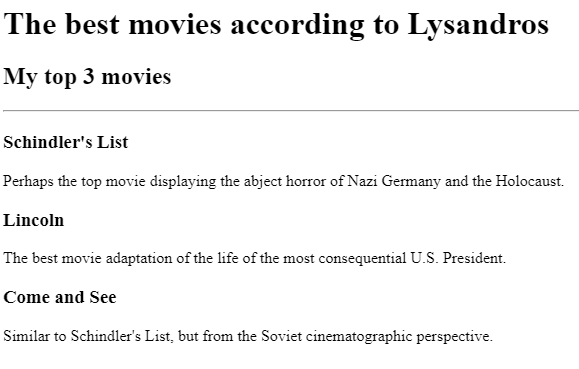 The best movies according to Lysandros
My top 3 movies
Schindler's List
Perhaps the top movie displaying the abject horror of Nazi Germany and the Holocaust.
Lincoln
The best movie adaptation of the life of the most consequential U.S. President.
Come and See
Similar to Schindler's List, but from the Soviet cinematographic perspective.